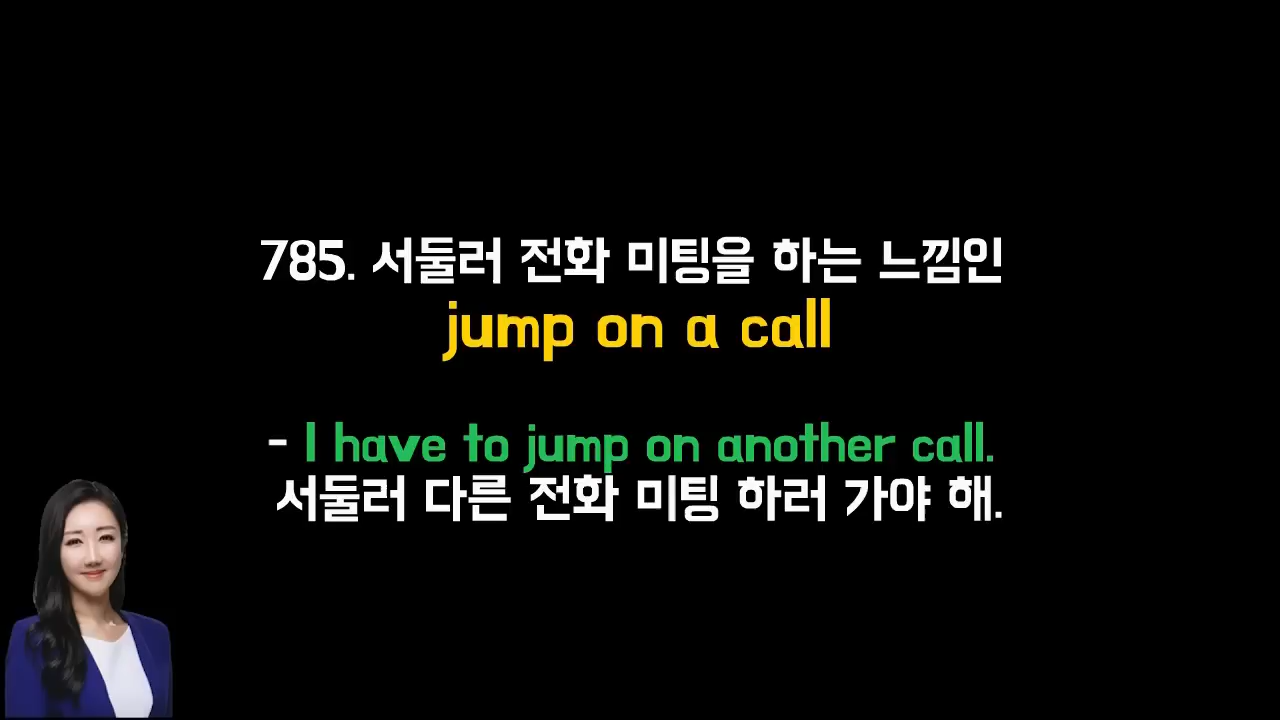 785. 서둘러 전화 미팅을 하는 느낌인
jump on a call
- I have to jump on another call.
서둘러 다른 전화 미팅 하러 가야 해.